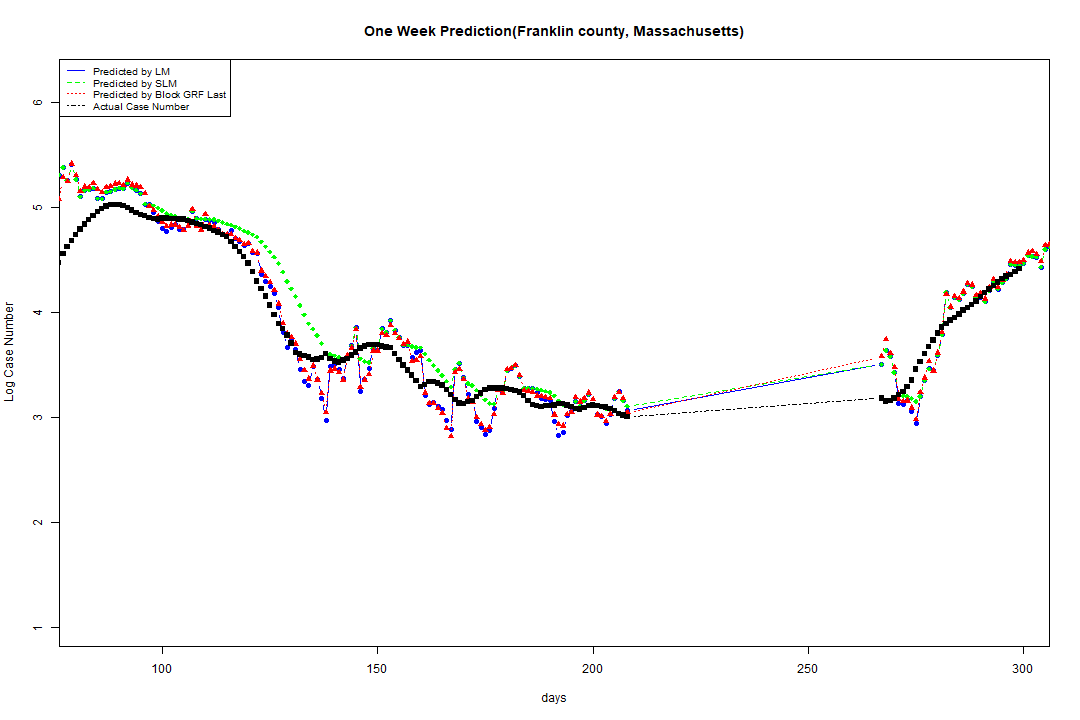 One Week Prediction(Franklin county, Massachusetts)
Predicted by LM
Predicted by SLM
Predicted by Block GRF Last
Actual Case Number
6
5
4
3
2
1
Log Case Number
100 150 200 250 300
days